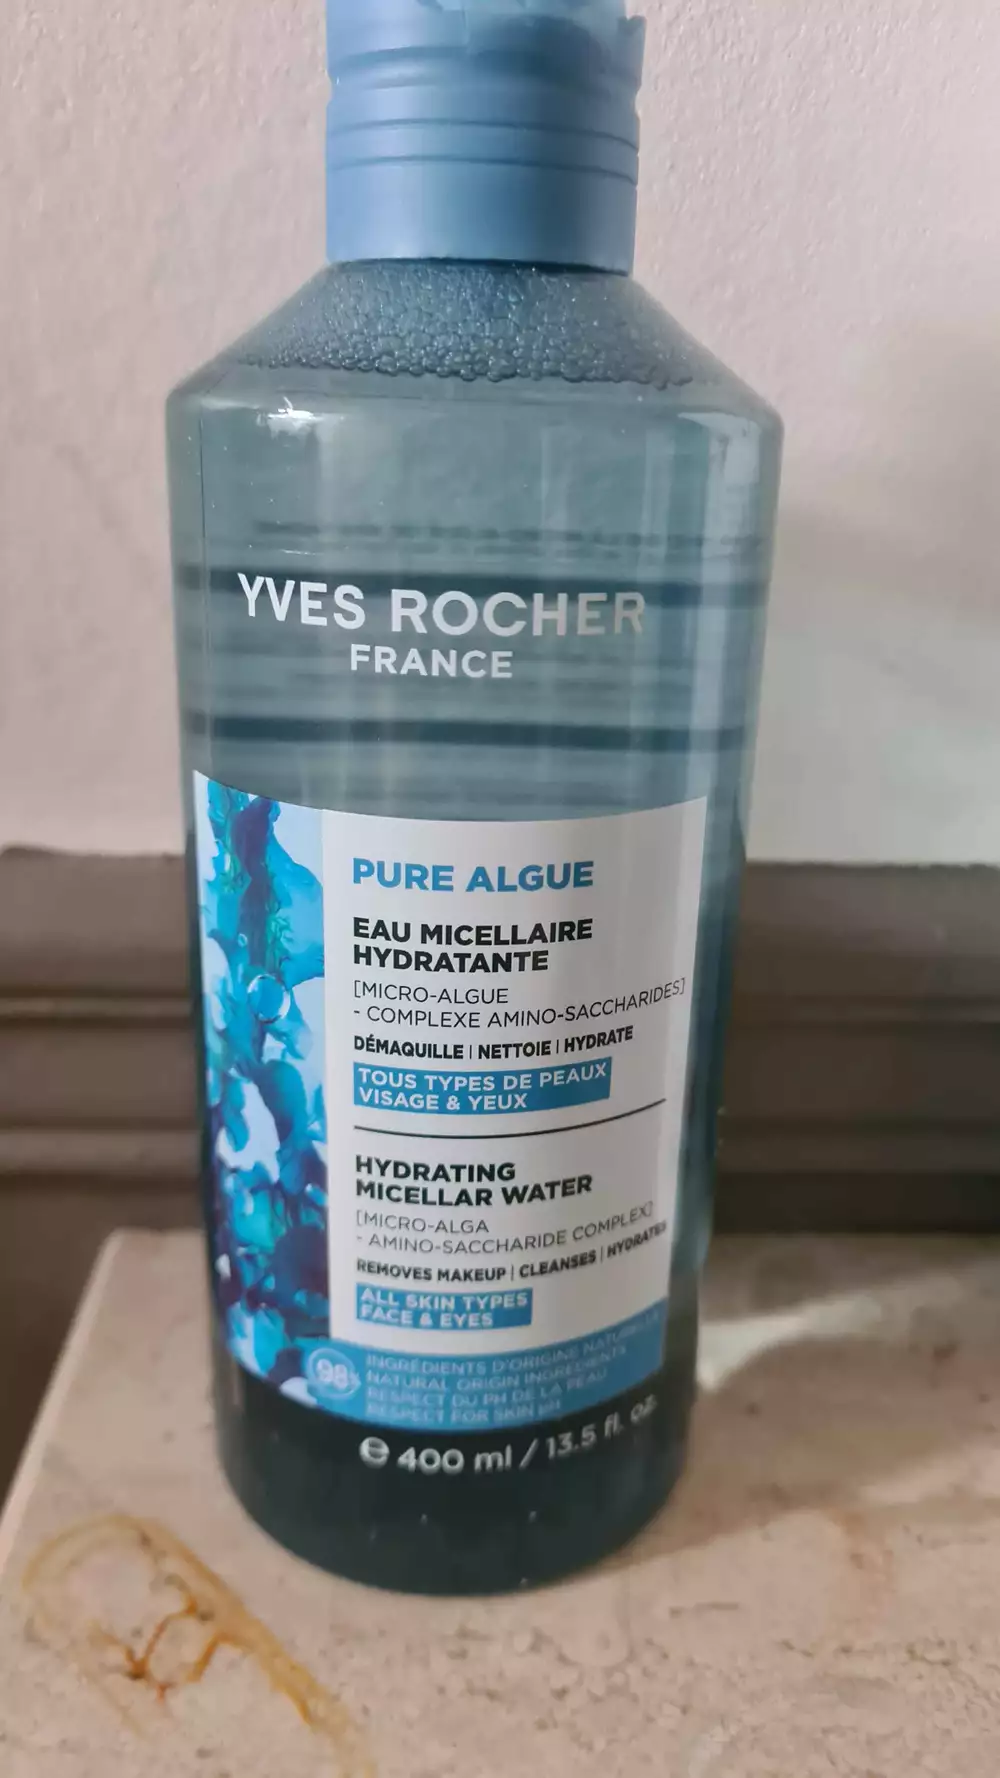 YVES ROCHER
FRANCE
PURE ALGUE
EAU MICELLAIRE
HYDRATANTE
[MICRO-ALGUE
- COMPLEXE AMINO-SACCHARIDES]
DÉMAQUILLE | NETTOIE | HYDRATE
TOUS TYPES DE PEAUX
VISAGE & YEUX
HYDRATING
MICELLAR WATER
[MICRO-ALGA
- AMINO-SACCHARIDE COMPLEX]
REMOVES MAKEUP | CLEANSES | HYDRATES
ALL SKIN TYPES
FACE & EYES
98%
INGRÉDIENTS D'ORIGINE NATURELLE
NATURAL ORIGIN INGREDIENTS
RESPECT DU PH DE LA PEAU
RESPECT FOR SKIN pH
e 400 ml / 13.5 fl. oz.